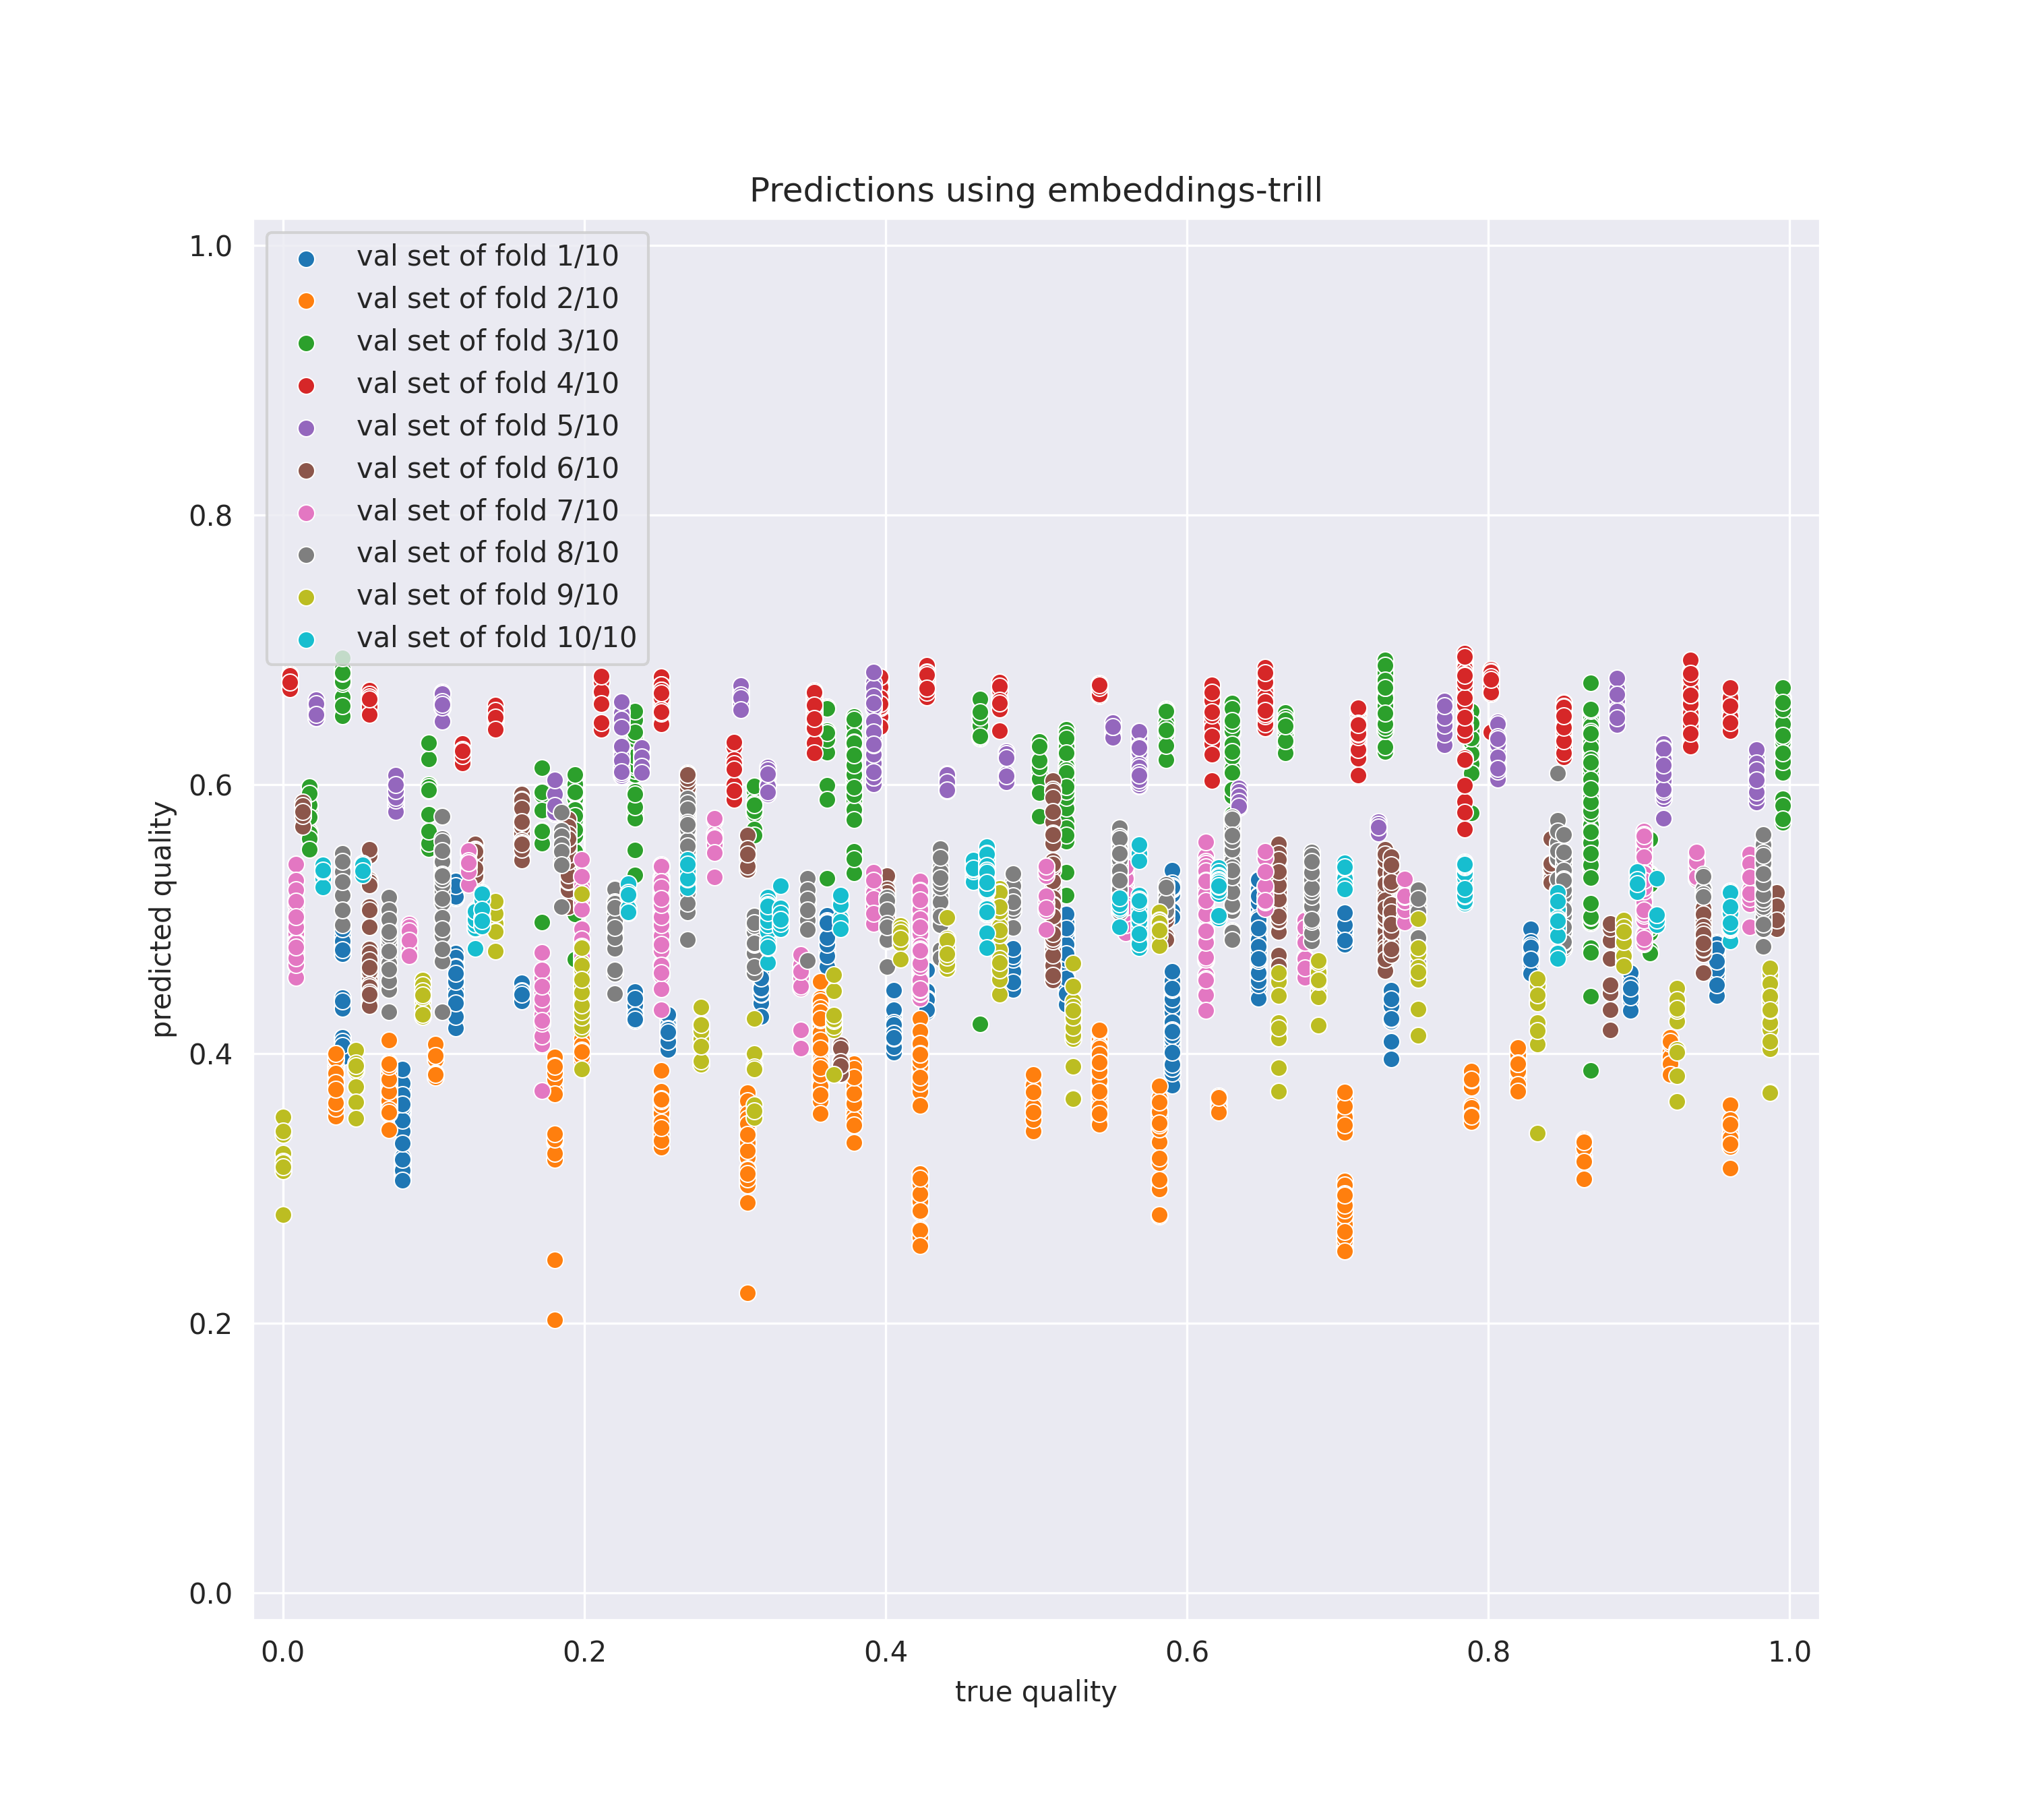 Predictions using embeddings-trill
1.0
0.8
0.6
0.4
0.2
0.0
predicted quality
val set of fold 1/10
val set of fold 2/10
val set of fold 3/10
val set of fold 4/10
val set of fold 5/10
val set of fold 6/10
val set of fold 7/10
val set of fold 8/10
val set of fold 9/10
val set of fold 10/10
0.0 0.2 0.4 0.6 0.8 1.0
true quality